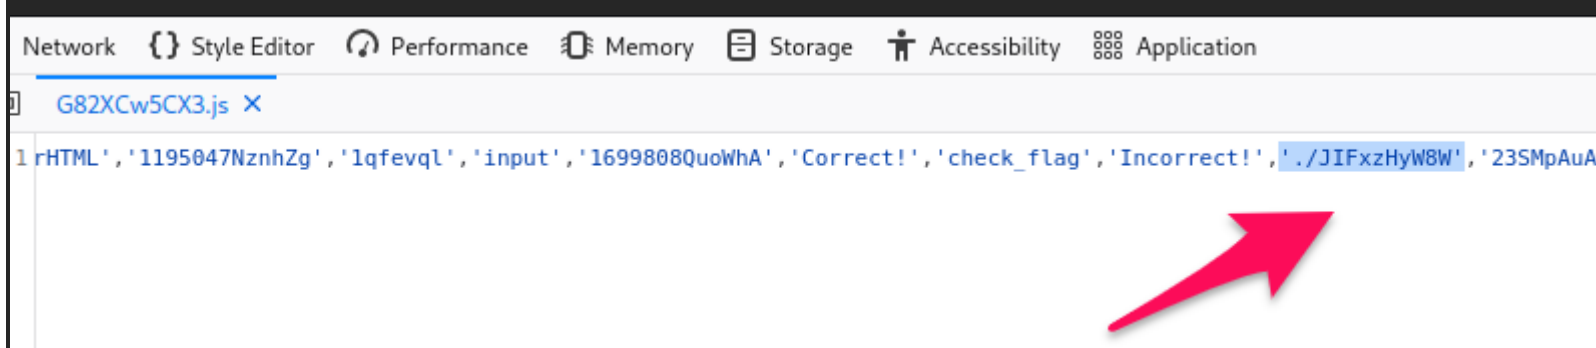 Network {} Style Editor Performance Memory Storage Accessibility Application
G82XCw5CX3.js ×
1 rHTML','1195047NznhZg','1qfevql','input','1699808QuoWhA','Correct!','check_flag','Incorrect!','./JIFxzHyW8W','23SMpAuA